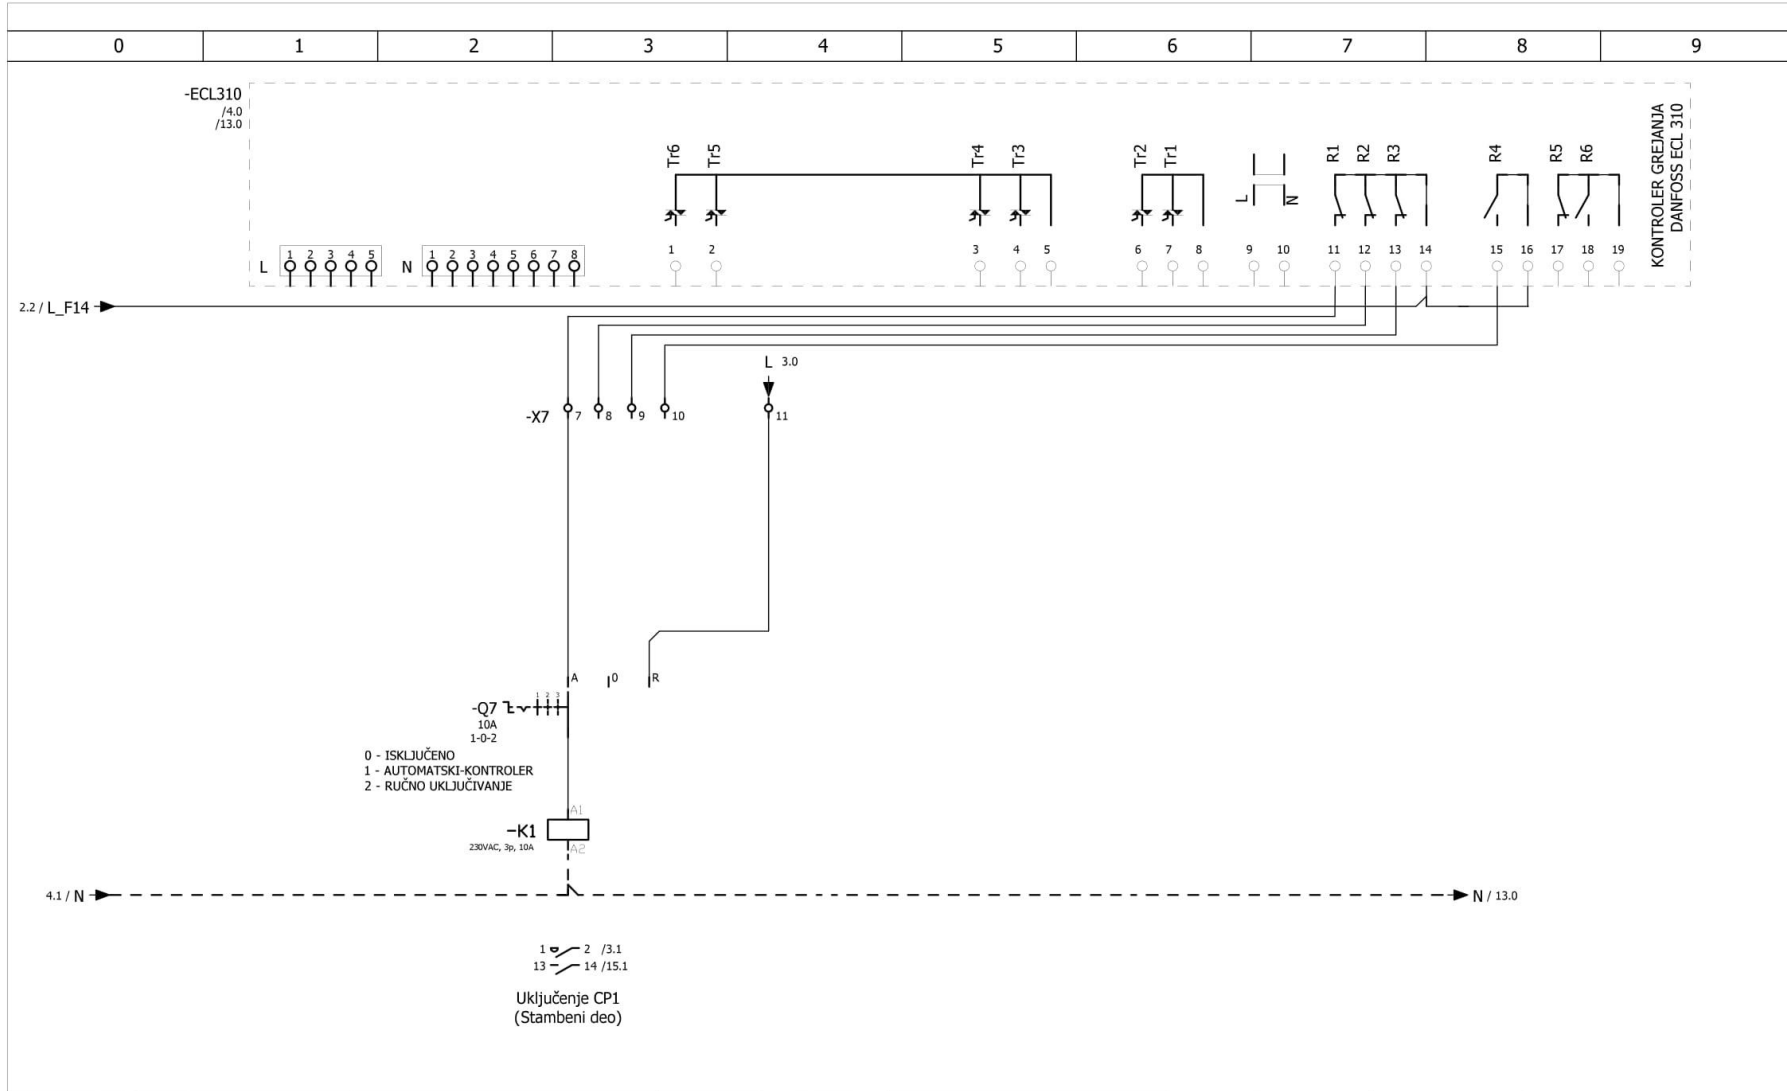 0 1 2 3 4 5 6 7 8 9
-ECL310
/4.0
/13.0
KONTROLER GREJANJA
DANFOSS ECL 310
Tr6 Tr5 Tr4 Tr3 Tr2 Tr1 L N R1 R2 R3 R4 R5 R6
L 1 2 3 4 5 N 1 2 3 4 5 6 7 8
1 2 3 4 5 6 7 8 9 10 11 12 13 14 15 16 17 18 19
2.2 / L_F14
L 3.0
-X7 7 8 9 10 11
A 0 R
1 2 3
-Q7
10A
1-0-2
0 - ISKLJUČENO
1 - AUTOMATSKI-KONTROLER
2 - RUČNO UKLJUČIVANJE
A1
-K1
230VAC, 3p, 10A
A2
4.1 / N
N / 13.0
1 2 /3.1
13 14 /15.1
Uključenje CP1
(Stambeni deo)